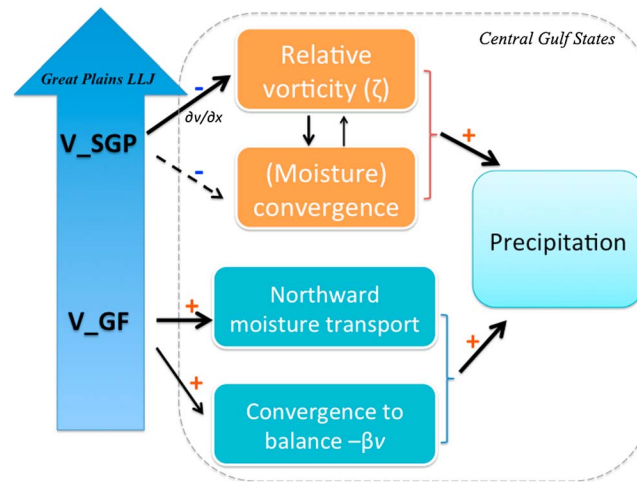 Central Gulf States
Great Plains LLJ
V_SGP
-
∂v/∂x
-
Relative
vorticity (ζ)
(Moisture)
convergence
+
Precipitation
V_GF
+
+
Northward
moisture transport
Convergence to
balance –βv
+